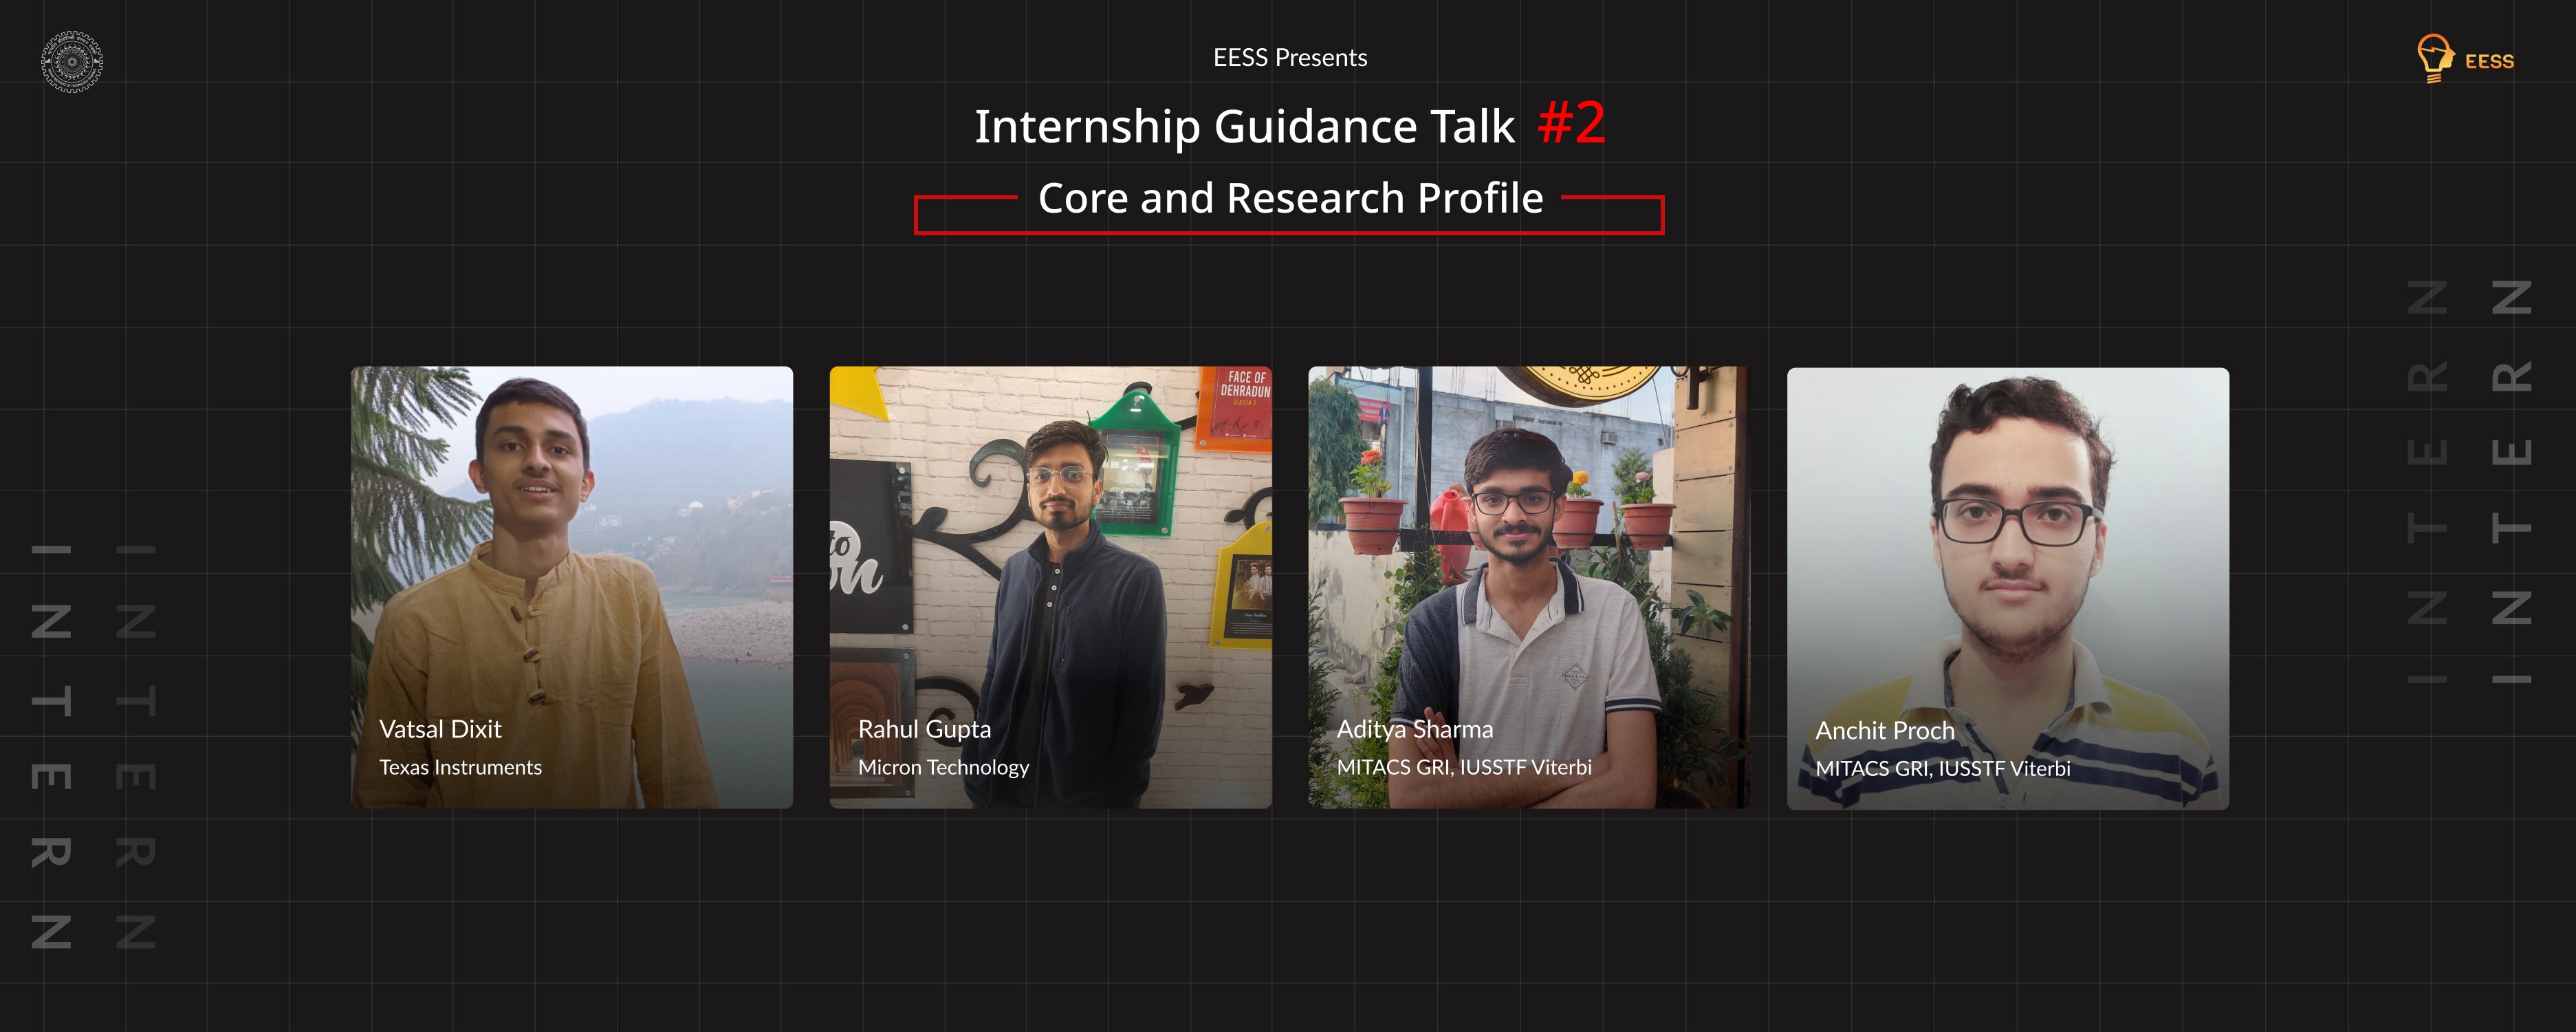 EESS Presents
EESS
Internship Guidance Talk #2
Core and Research Profile
INTERN
INTERN
INTERN
INTERN
FACE OF
DEHRADUN
to
on
Vatsal Dixit
Texas Instruments
Rahul Gupta
Micron Technology
Aditya Sharma
MITACS GRI, IUSSTF Viterbi
Anchit Proch
MITACS GRI, IUSSTF Viterbi